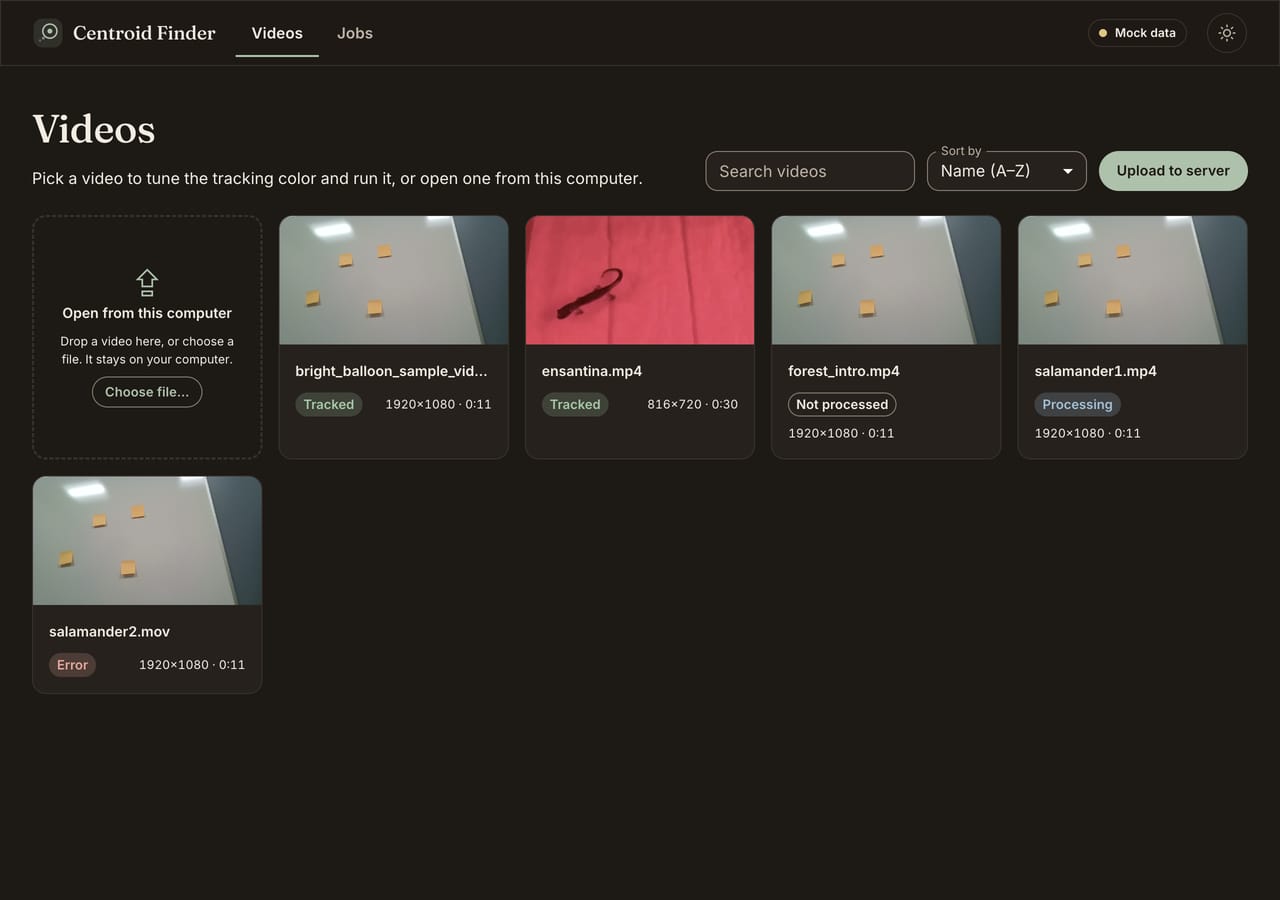 Centroid Finder
Videos
Jobs
Mock data
Videos
Pick a video to tune the tracking color and run it, or open one from this computer.
Search videos
Sort by
Name (A–Z)
Upload to server
Open from this computer
Drop a video here, or choose a
file. It stays on your computer.
Choose file...
bright_balloon_sample_vid...
Tracked
1920×1080 · 0:11
ensantina.mp4
Tracked
816×720 · 0:30
forest_intro.mp4
Not processed
1920×1080 · 0:11
salamander1.mp4
Processing
1920×1080 · 0:11
salamander2.mov
Error
1920×1080 · 0:11